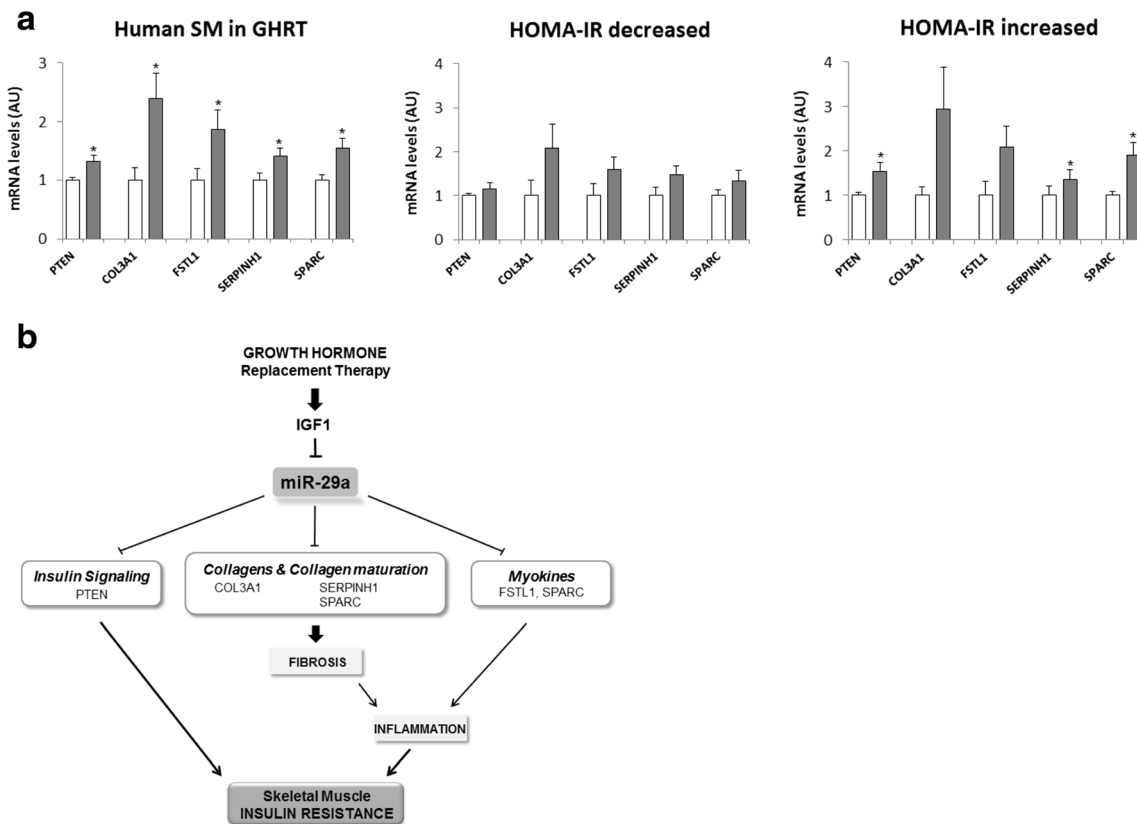 a
Human SM in GHRT
mRNA levels (AU)
3
2
1
0
* * * * *
PTEN
COL3A1
FSTL1
SERPINH1
SPARC
HOMA-IR decreased
mRNA levels (AU)
4
3
2
1
0
PTEN
COL3A1
FSTL1
SERPINH1
SPARC
HOMA-IR increased
mRNA levels (AU)
4
3
2
1
0
* * *
PTEN
COL3A1
FSTL1
SERPINH1
SPARC
b
GROWTH HORMONE
Replacement Therapy
IGF1
miR-29a
Insulin Signaling
PTEN
Collagens & Collagen maturation
COL3A1 SERPINH1
SPARC
Myokines
FSTL1, SPARC
FIBROSIS
INFLAMMATION
Skeletal Muscle
INSULIN RESISTANCE